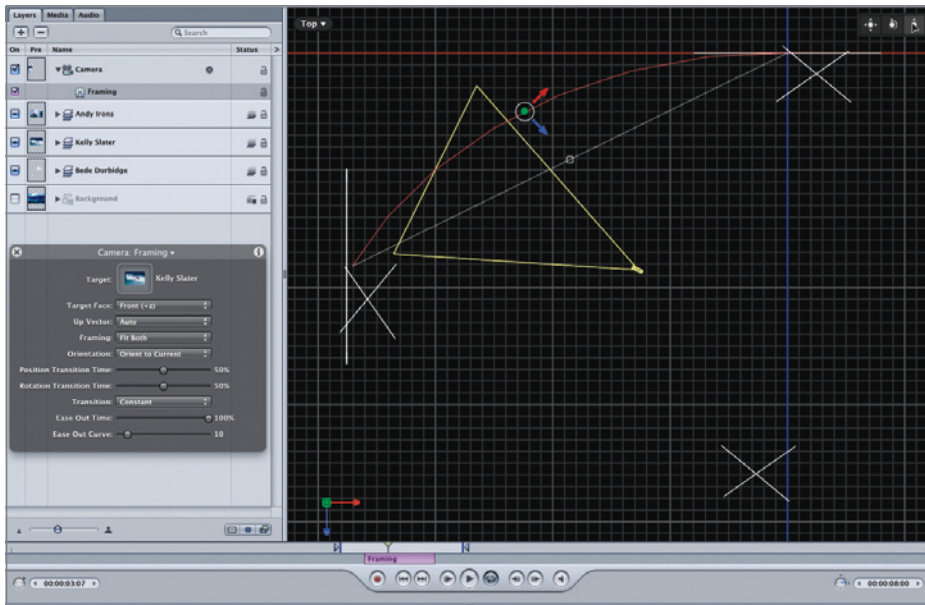 Layers Media Audio
Search
On Pre Name Status >
Camera
Framing
Andy Irons
Kelly Slater
Bede Durbidge
Background
Camera: Framing
Target: Kelly Slater
Target Face: Front (+z)
Up Vector: Auto
Framing: Fit Both
Orientation: Orient to Current
Position Transition Time: 50%
Rotation Transition Time: 50%
Transition: Constant
Ease Out Time: 100%
Ease Out Curve: 10
Top
Framing
00:00:03:07
00:00:08:00